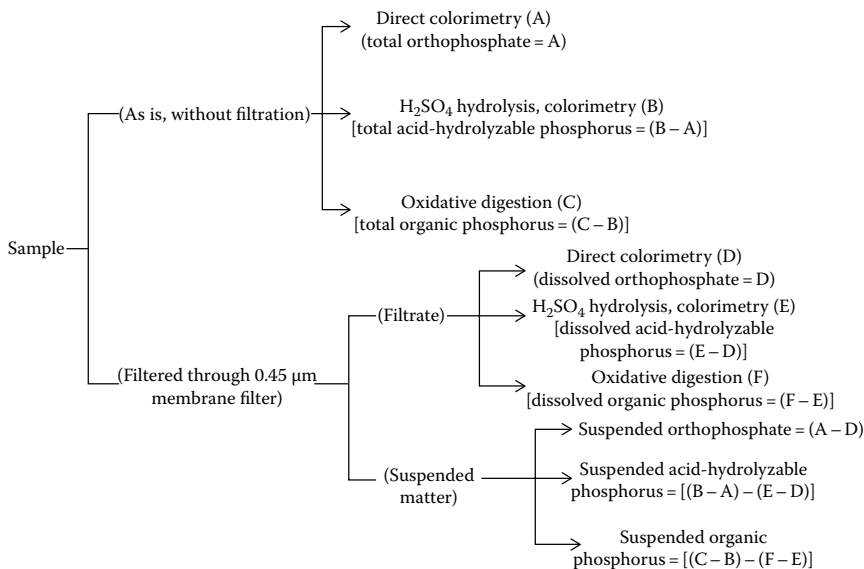 Direct colorimetry (A)
(total orthophosphate = A)
(As is, without filtration)
H₂SO₄ hydrolysis, colorimetry (B)
[total acid-hydrolyzable phosphorus = (B – A)]
Oxidative digestion (C)
[total organic phosphorus = (C – B)]
Sample
Direct colorimetry (D)
(dissolved orthophosphate = D)
(Filtrate)
H₂SO₄ hydrolysis, colorimetry (E)
[dissolved acid-hydrolyzable
phosphorus = (E – D)]
(Filtered through 0.45 μm
membrane filter)
Oxidative digestion (F)
[dissolved organic phosphorus = (F – E)]
Suspended orthophosphate = (A – D)
(Suspended
matter)
Suspended acid-hydrolyzable
phosphorus = [(B – A) – (E – D)]
Suspended organic
phosphorus = [(C – B) – (F – E)]